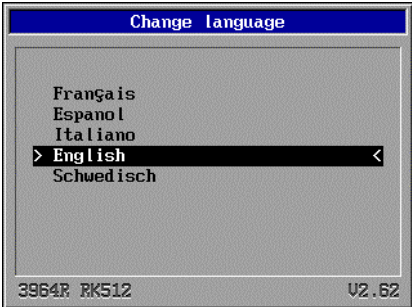 Change language
Français
Espanol
Italiano
> English <
Schwedisch
3964R RK512 V2.62